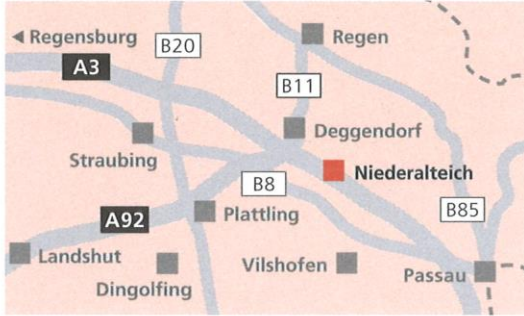 ◄ Regensburg
B20
Regen
A3
B11
Straubing
Deggendorf
Niederalteich
B8
A92
Plattling
B85
Landshut
Dingolfing
Vilshofen
Passau